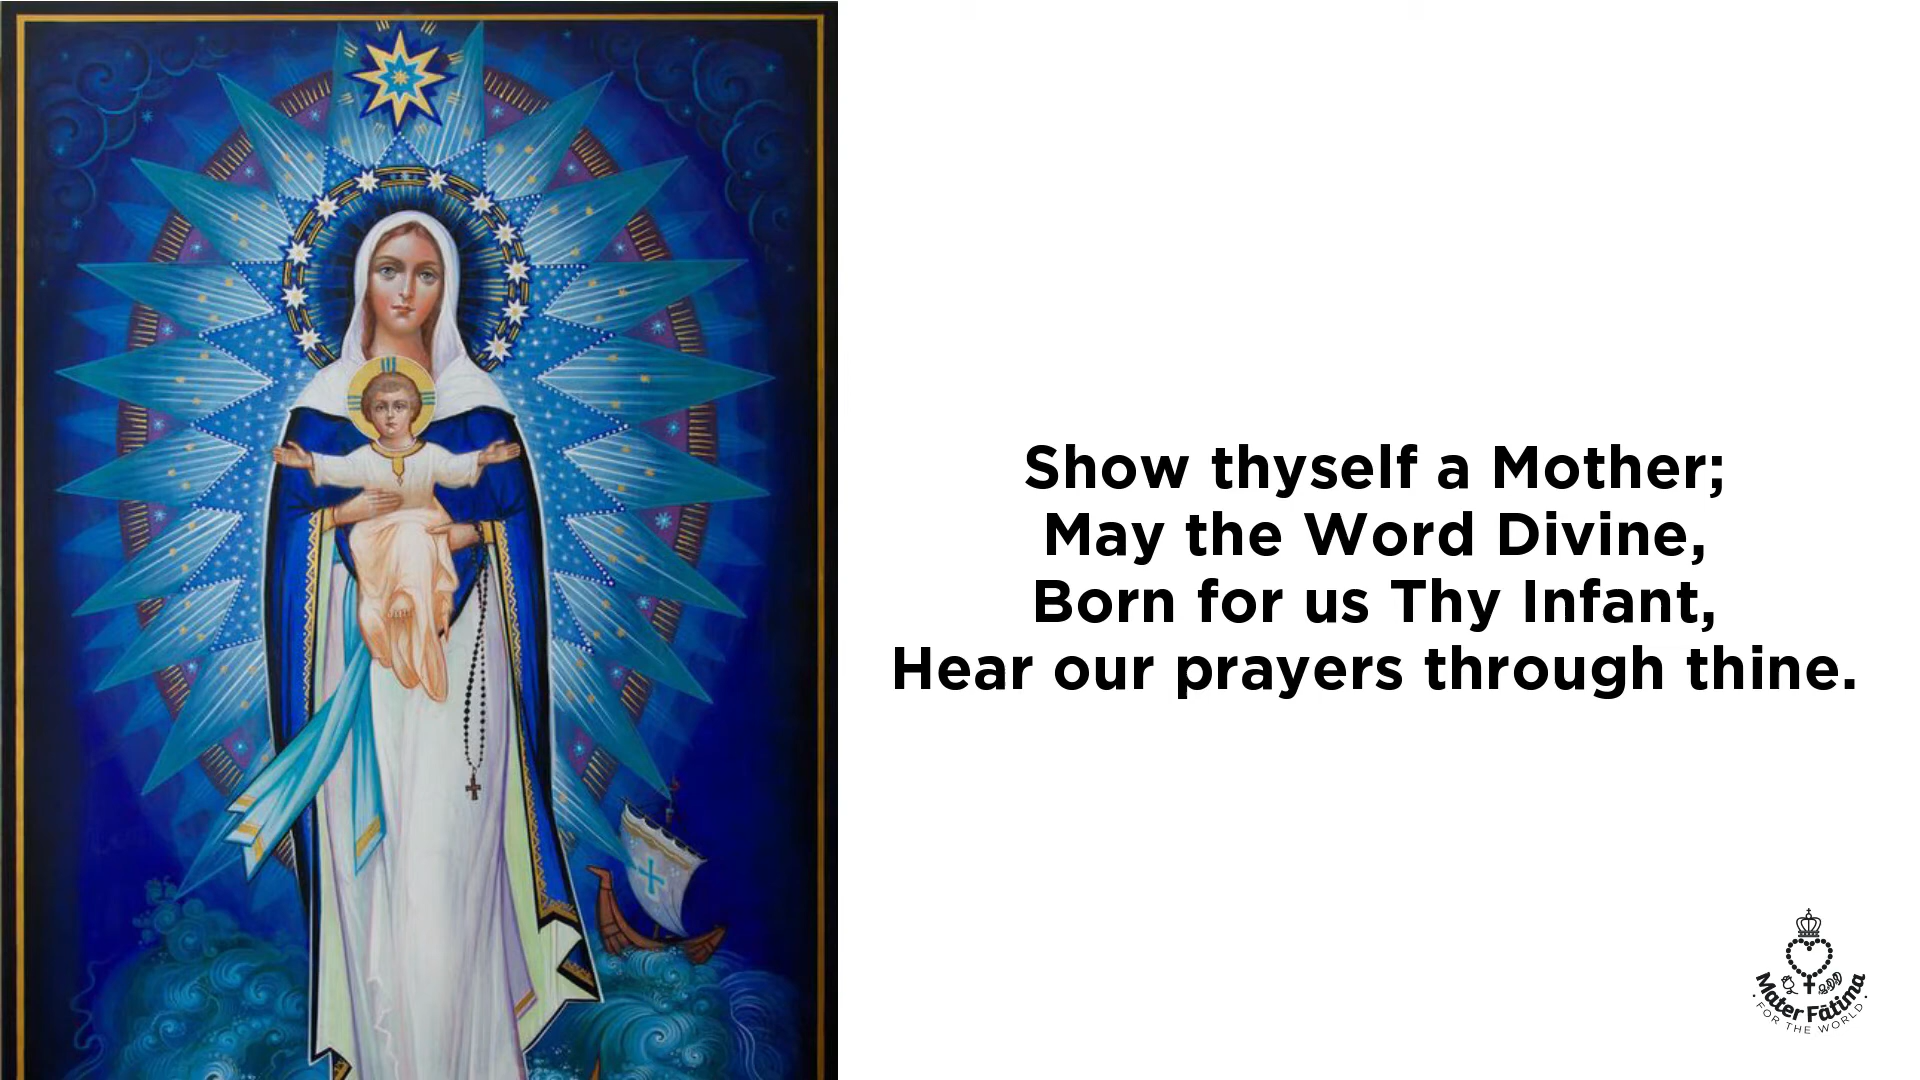 Show thyself a Mother;
May the Word Divine,
Born for us Thy Infant,
Hear our prayers through thine.
Mater Fátima
· FOR THE WORLD ·